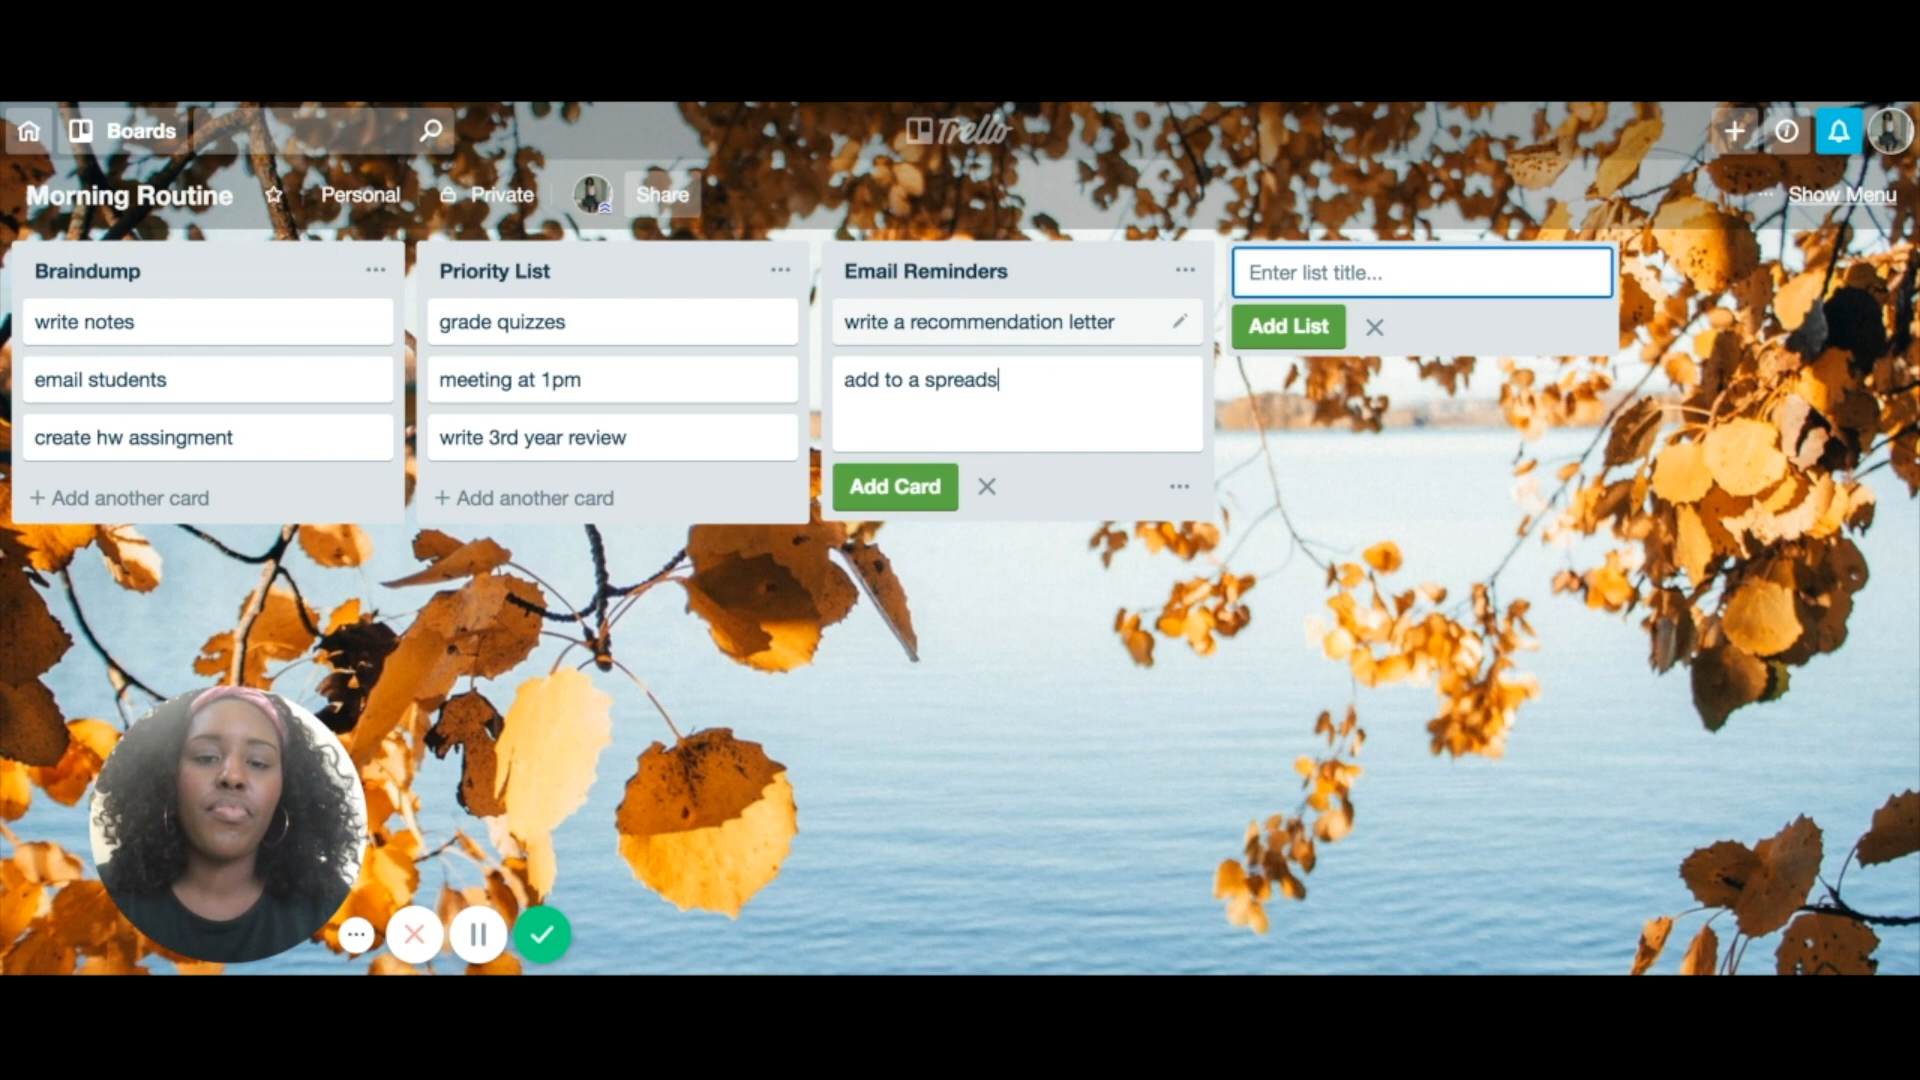 Boards
Trello
Morning Routine
Personal
Private
Share
Show Menu
Braindump
write notes
email students
create hw assingment
+ Add another card
Priority List
grade quizzes
meeting at 1pm
write 3rd year review
+ Add another card
Email Reminders
write a recommendation letter
add to a spreads
Add Card
Enter list title...
Add List